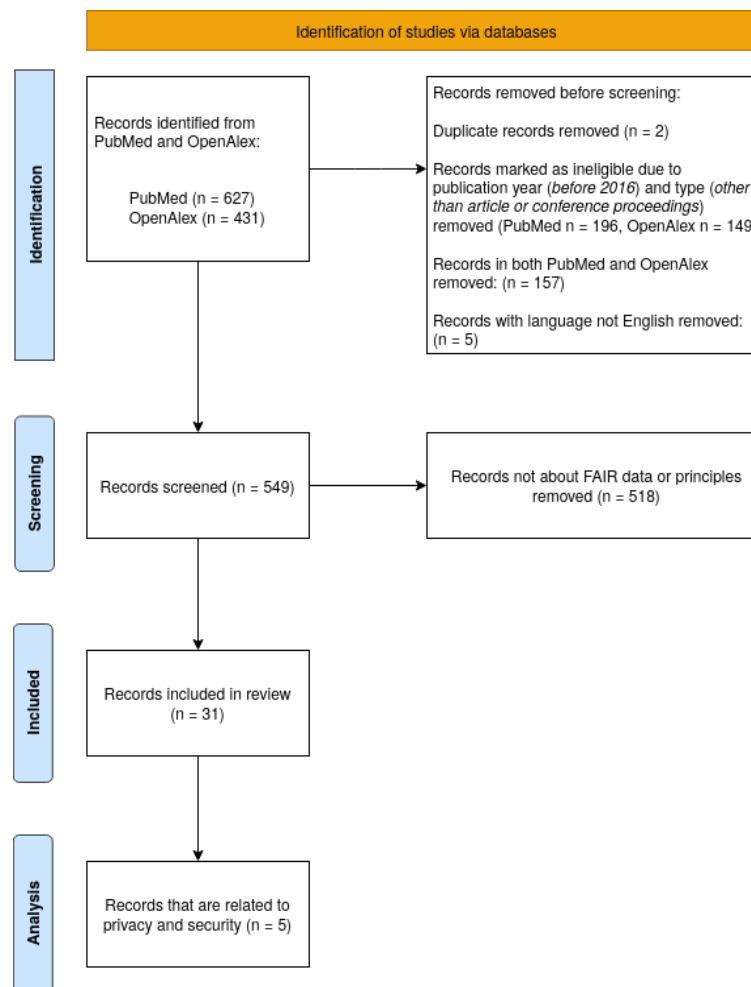 Identification of studies via databases
Identification
Records identified from
PubMed and OpenAlex:
PubMed (n = 627)
OpenAlex (n = 431)
Records removed before screening:
Duplicate records removed (n = 2)
Records marked as ineligible due to
publication year (before 2016) and type (other
than article or conference proceedings)
removed (PubMed n = 196, OpenAlex n = 149
Records in both PubMed and OpenAlex
removed: (n = 157)
Records with language not English removed:
(n = 5)
Screening
Records screened (n = 549)
Records not about FAIR data or principles
removed (n = 518)
Included
Records included in review
(n = 31)
Analysis
Records that are related to
privacy and security (n = 5)